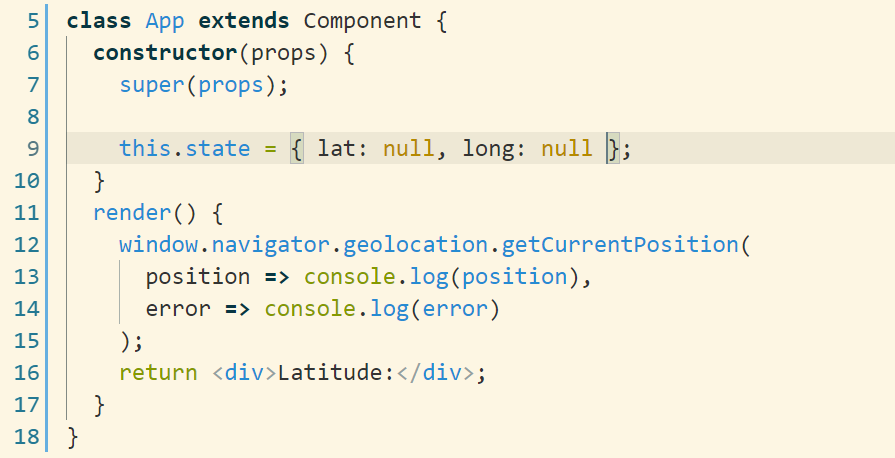 5 class App extends Component {
6 constructor(props) {
7 super(props);
8
9 this.state = { lat: null, long: null };
10 }
11 render() {
12 window.navigator.geolocation.getCurrentPosition(
13 position => console.log(position),
14 error => console.log(error)
15 );
16 return <div>Latitude:</div>;
17 }
18 }